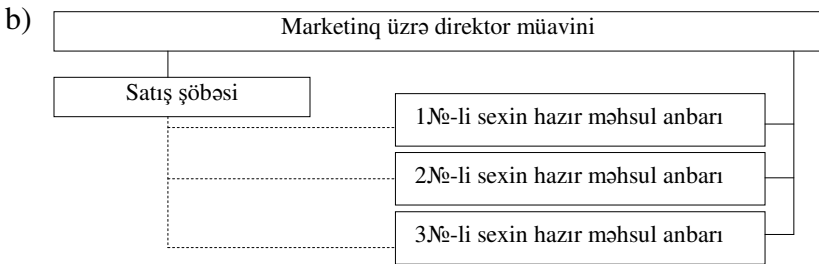 b)
Marketinq üzrə direktor müavini
Satış şöbəsi
1№-li sexin hazır məhsul anbarı
2№-li sexin hazır məhsul anbarı
3№-li sexin hazır məhsul anbarı